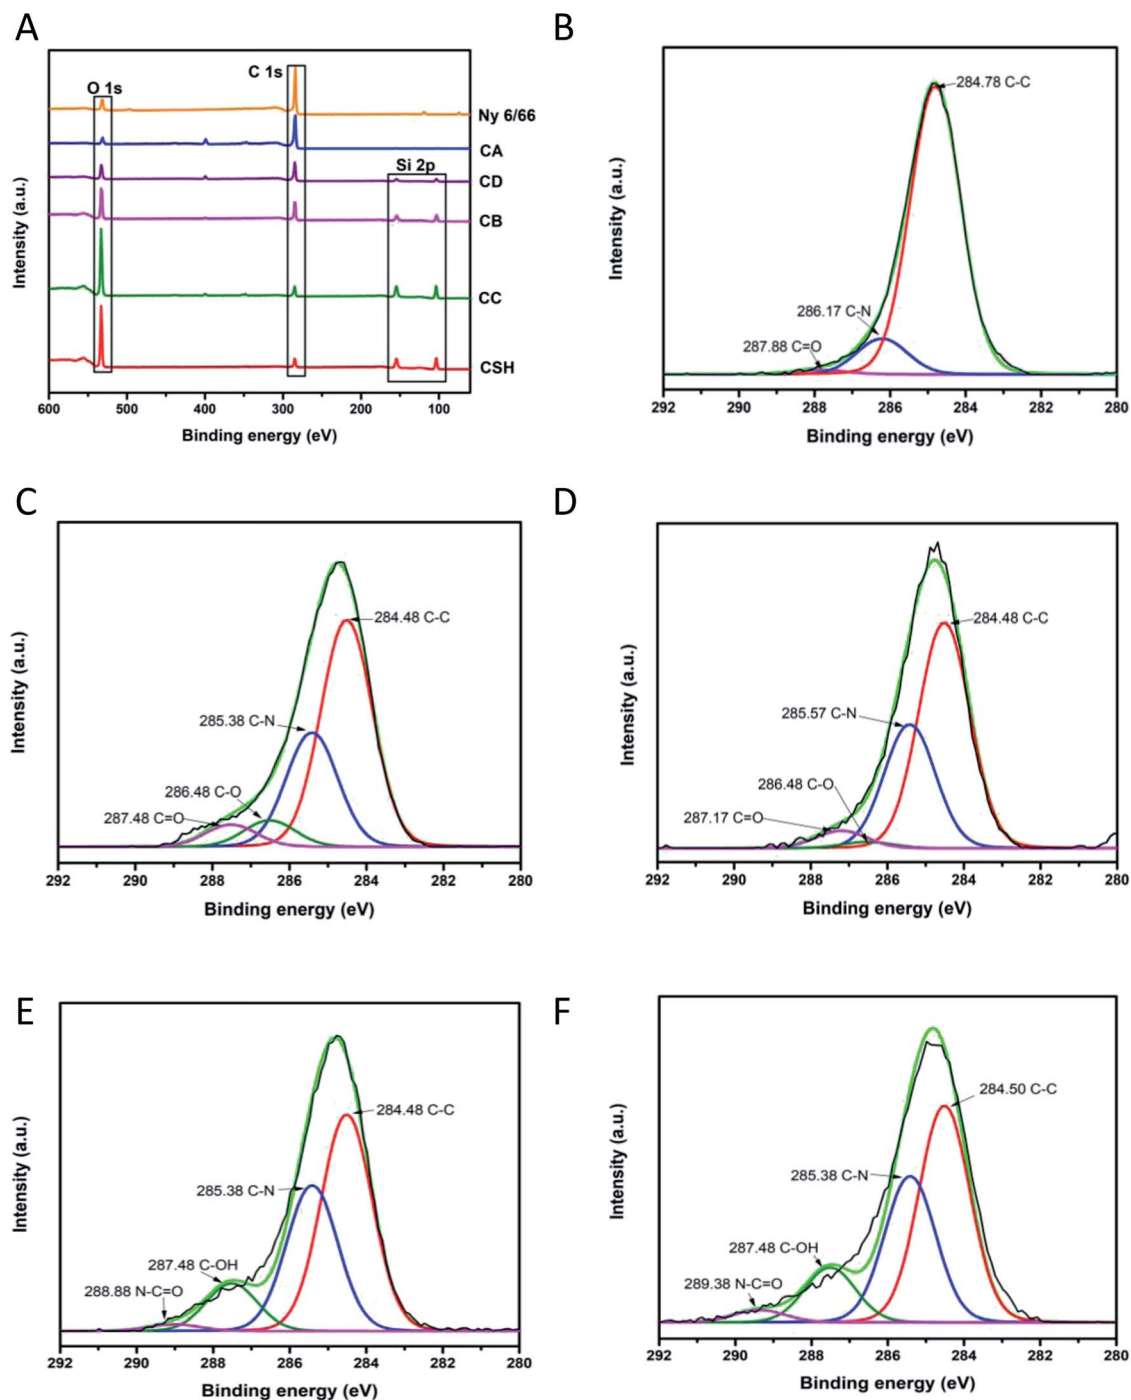 A
O 1s
C 1s
Si 2p
Ny 6/66
CA
CD
CB
CC
CSH
Intensity (a.u.)
600 500 400 300 200 100
Binding energy (eV)
B
284.78 C-C
286.17 C-N
287.88 C=O
Intensity (a.u.)
292 290 288 286 284 282 280
Binding energy (eV)
C
284.48 C-C
285.38 C-N
286.48 C-O
287.48 C=O
Intensity (a.u.)
292 290 288 286 284 282 280
Binding energy (eV)
D
284.48 C-C
285.57 C-N
286.48 C-O
287.17 C=O
Intensity (a.u.)
292 290 288 286 284 282 280
Binding energy (eV)
E
284.48 C-C
285.38 C-N
287.48 C-OH
288.88 N-C=O
Intensity (a.u.)
292 290 288 286 284 282 280
Binding energy (eV)
F
284.50 C-C
285.38 C-N
287.48 C-OH
289.38 N-C=O
Intensity (a.u.)
292 290 288 286 284 282 280
Binding energy (eV)